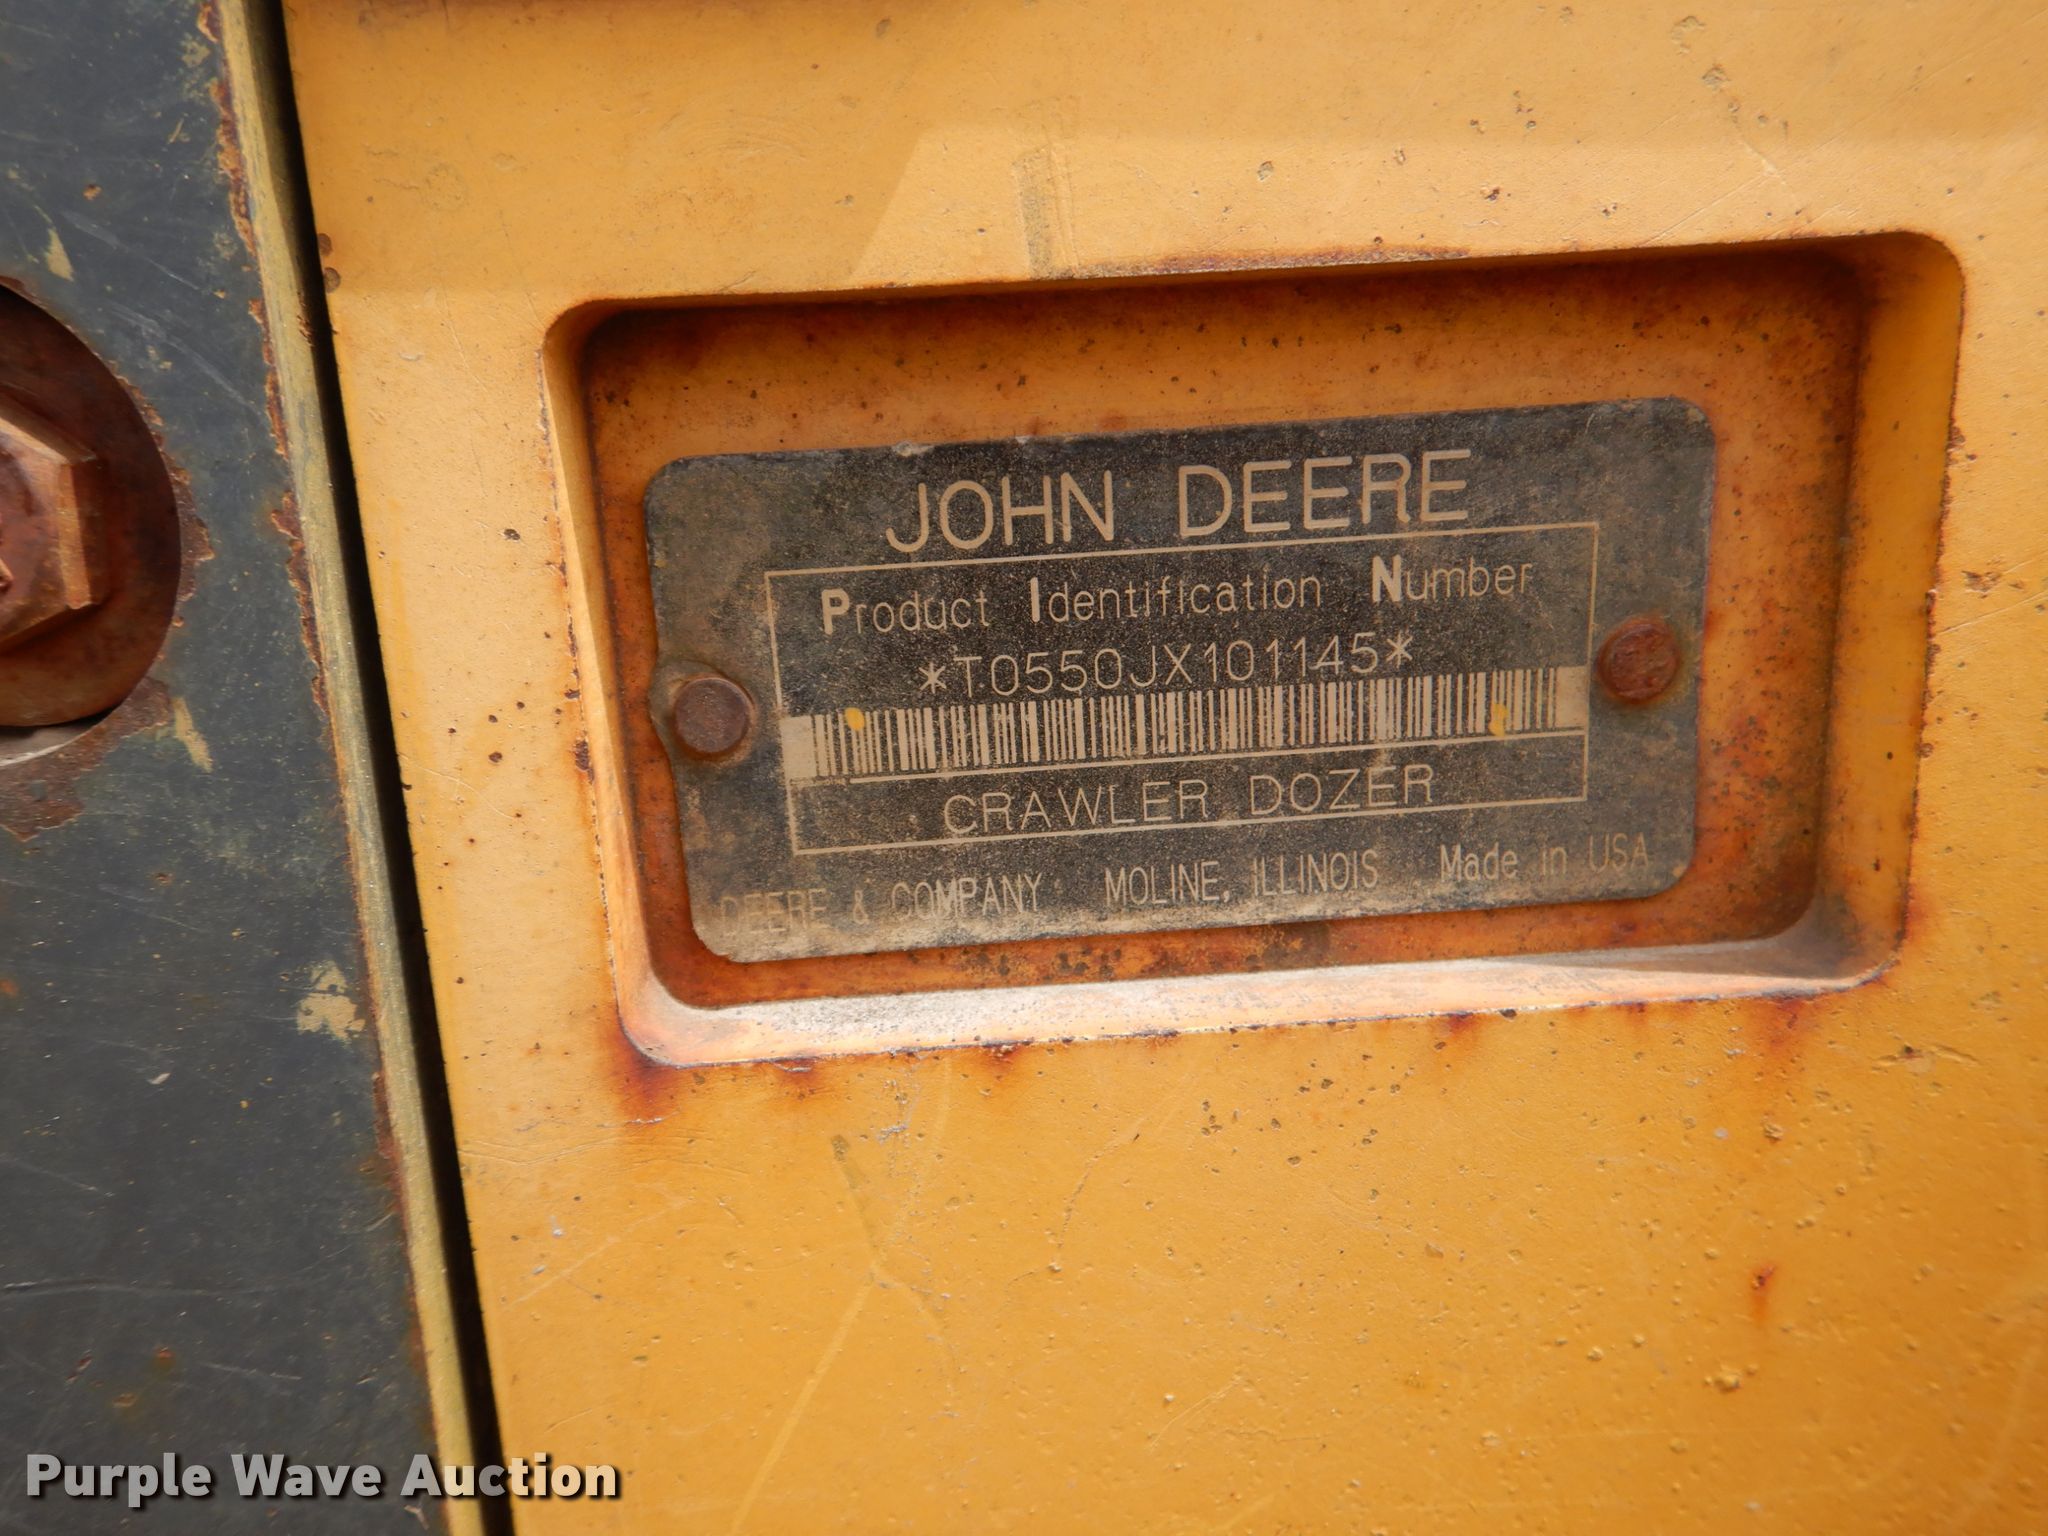 JOHN DEERE
Product Identification Number
*T0550JX101145*
CRAWLER DOZER
DEERE & COMPANY MOLINE, ILLINOIS Made in USA
Purple Wave Auction